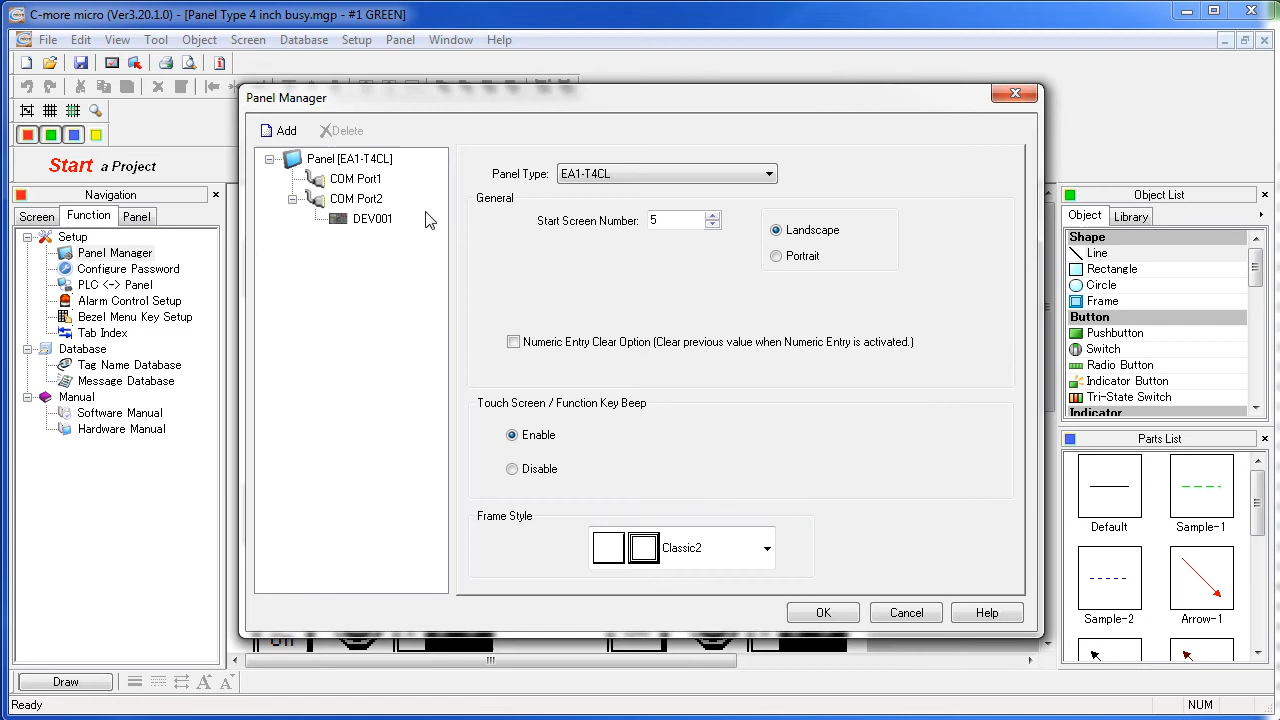 C-more micro (Ver3.20.1.0) - [Panel Type 4 inch busy.mgp - #1 GREEN]
File Edit View Tool Object Screen Database Setup Panel Window Help
Start a Project
Navigation
Screen Function Panel
Setup
Panel Manager
Configure Password
PLC <-> Panel
Alarm Control Setup
Bezel Menu Key Setup
Tab Index
Database
Tag Name Database
Message Database
Manual
Software Manual
Hardware Manual
Draw
Ready
Panel Manager
Add Delete
Panel [EA1-T4CL]
COM Port1
COM Port2
DEV001
Panel Type: EA1-T4CL
General
Start Screen Number: 5
Landscape
Portrait
Numeric Entry Clear Option (Clear previous value when Numeric Entry is activated.)
Touch Screen / Function Key Beep
Enable
Disable
Frame Style
Classic2
OK Cancel Help
Object List
Object Library
Shape
Line
Rectangle
Circle
Frame
Button
Pushbutton
Switch
Radio Button
Indicator Button
Tri-State Switch
Indicator
Parts List
Default Sample-1
Sample-2 Arrow-1
NUM